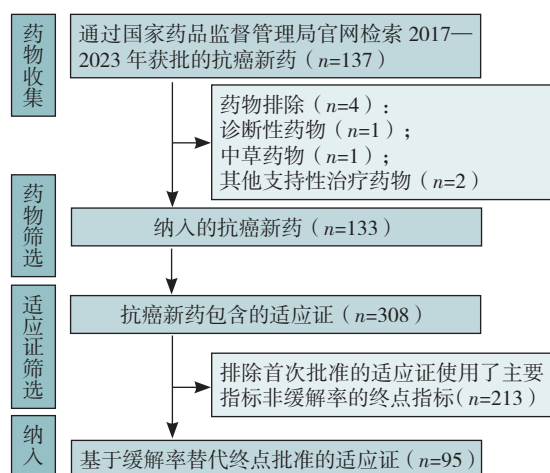 药物收集
通过国家药品监督管理局官网检索 2017—
2023 年获批的抗癌新药（n=137）
药物排除（n=4）：
诊断性药物（n=1）；
中草药物（n=1）；
其他支持性治疗药物（n=2）
药物筛选
纳入的抗癌新药（n=133）
适应证筛选
抗癌新药包含的适应证（n=308）
排除首次批准的适应证使用了主要
指标非缓解率的终点指标（n=213）
纳入
基于缓解率替代终点批准的适应证（n=95）